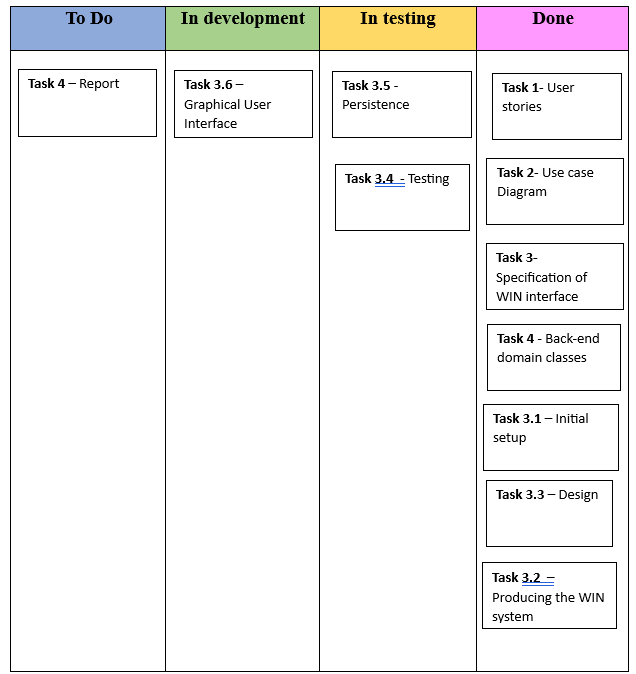 To Do
In development
In testing
Done
Task 4 – Report
Task 3.6 –
Graphical User
Interface
Task 3.5 -
Persistence
Task 3.4  - Testing
Task 1- User
stories
Task 2- Use case
Diagram
Task 3-
Specification of
WIN interface
Task 4 - Back-end
domain classes
Task 3.1 – Initial
setup
Task 3.3 – Design
Task 3.2  –
Producing the WIN
system